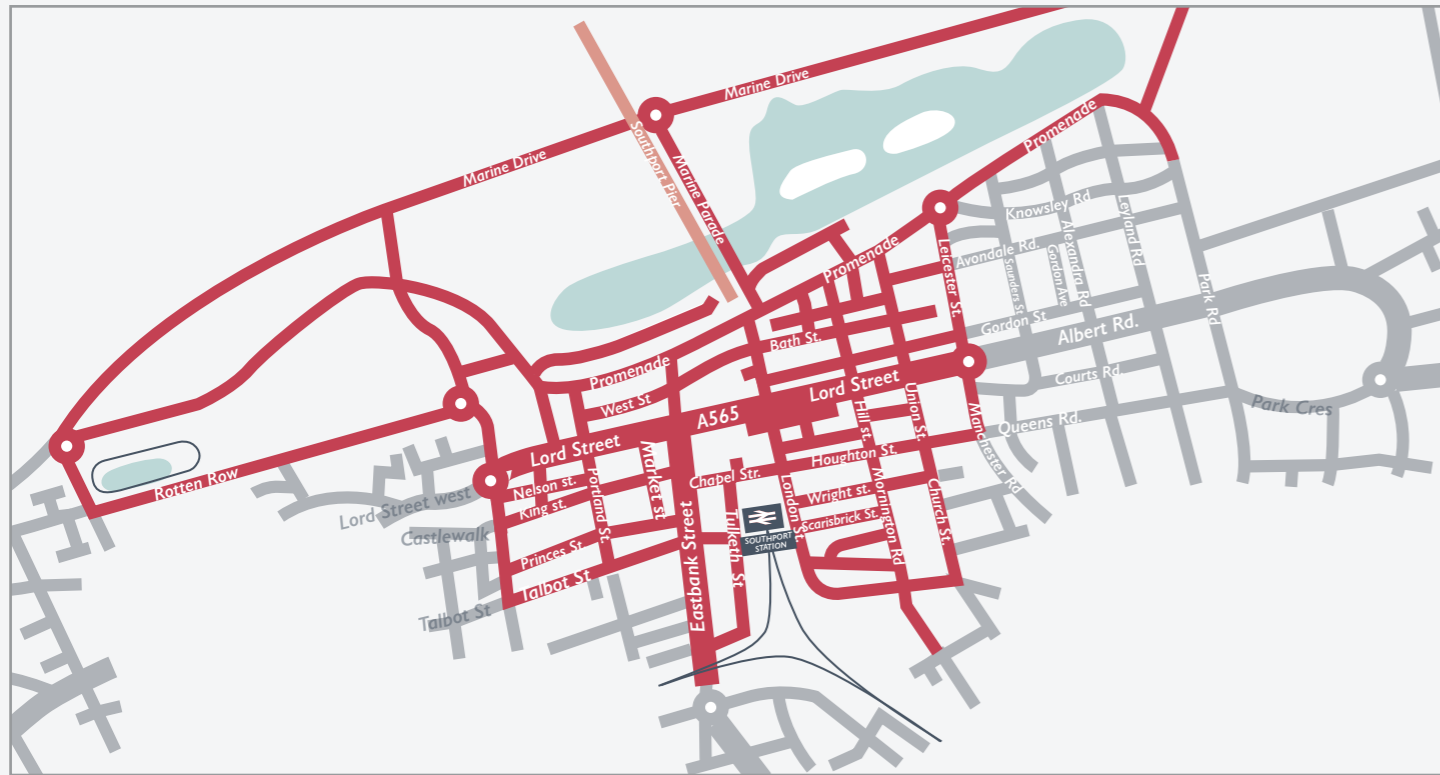 Marine Drive
Marine Drive
Southport Pier
Marine Parade
Promenade
Promenade
Promenade
Knowsley Rd
Leyland Rd
Alexandra Rd
Avondale Rd.
Saunders St
Gordon Ave
Leicester St.
Park Rd
Gordon St
Albert Rd.
Courts Rd.
Park Cres
Queens Rd.
Manchester Rd
Bath St.
West St
Lord Street
A565
Lord Street
Hill st.
Union St.
Houghton St.
Market st.
Chapel Str.
Nelson st.
King st.
Portland St.
London St.
Wright st.
Mornington Rd
Church St.
Scarisbrick St.
SOUTHPORT
STATION
Tulketh St
Eastbank Street
Princes St.
Talbot St
Rotten Row
Lord Street west
Castlewalk
Talbot St